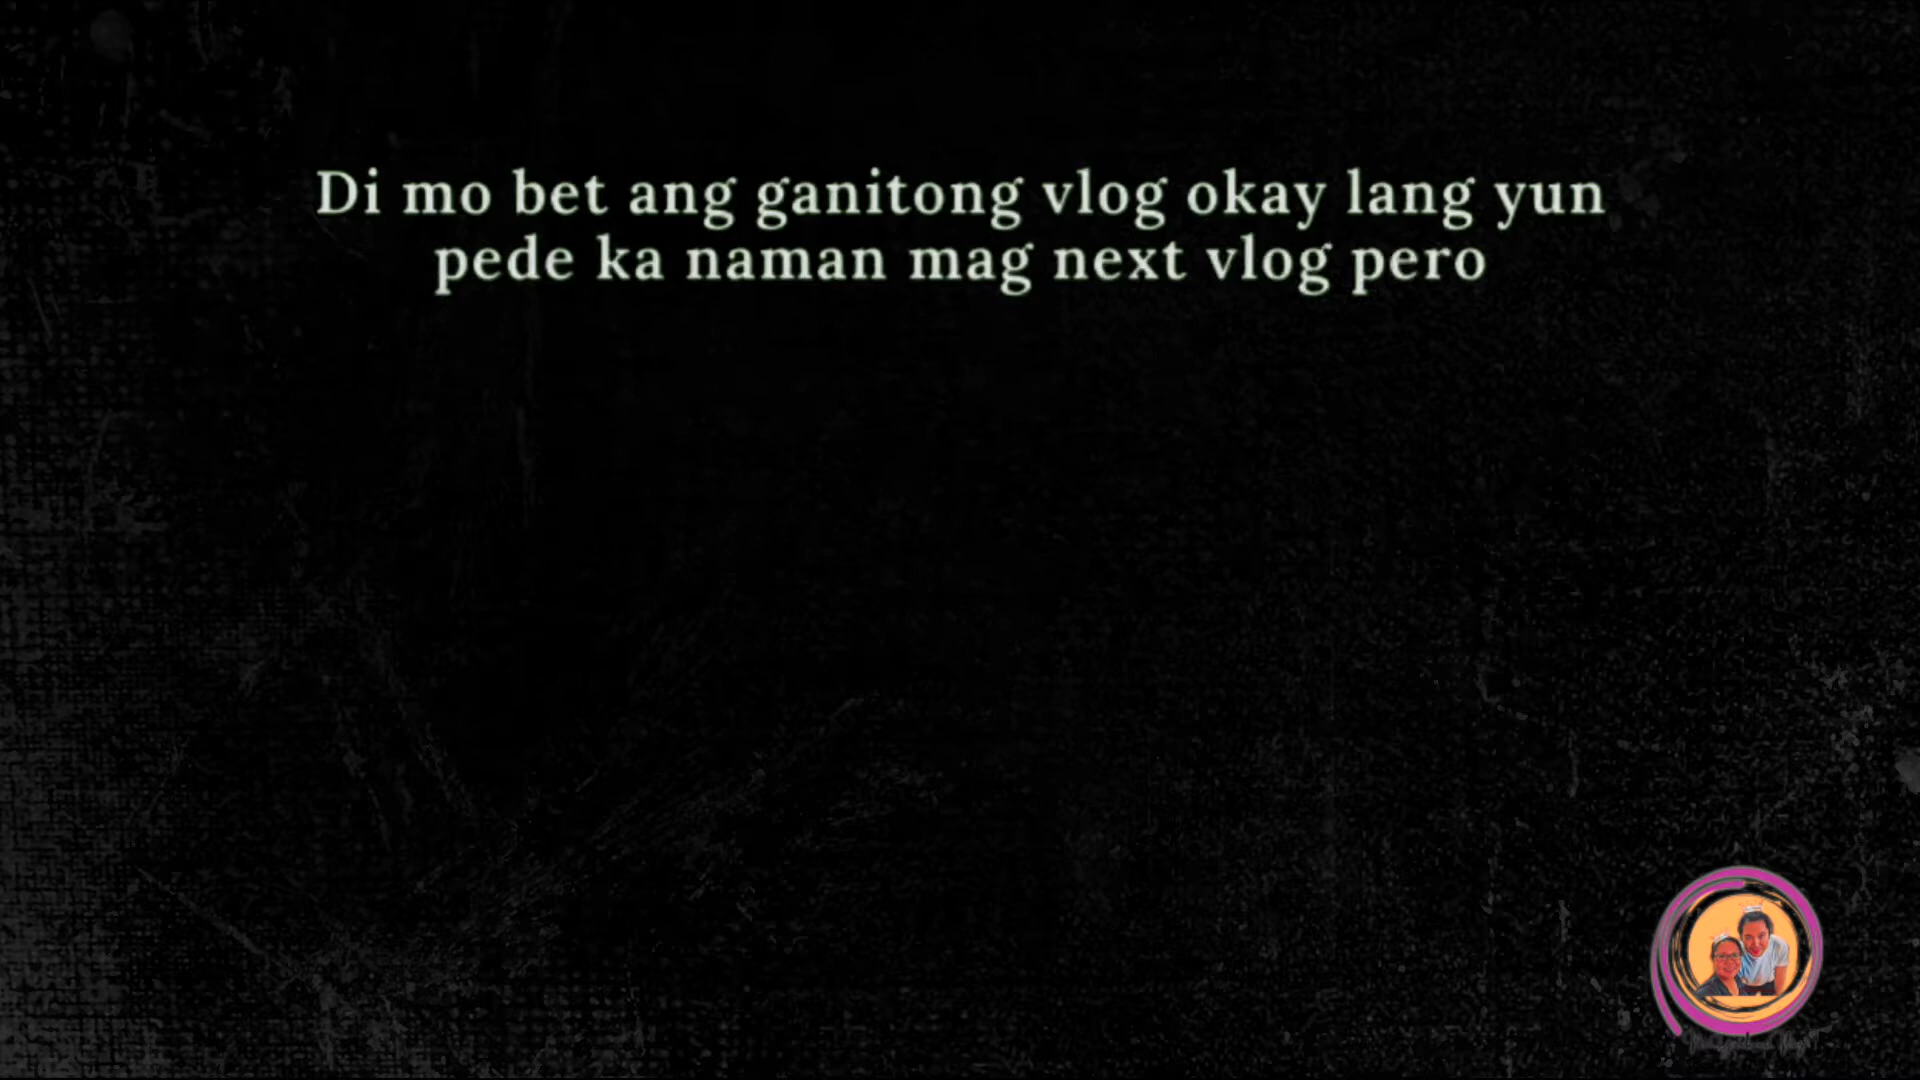 Di mo bet ang ganitong vlog okay lang yun
pede ka naman mag next vlog pero